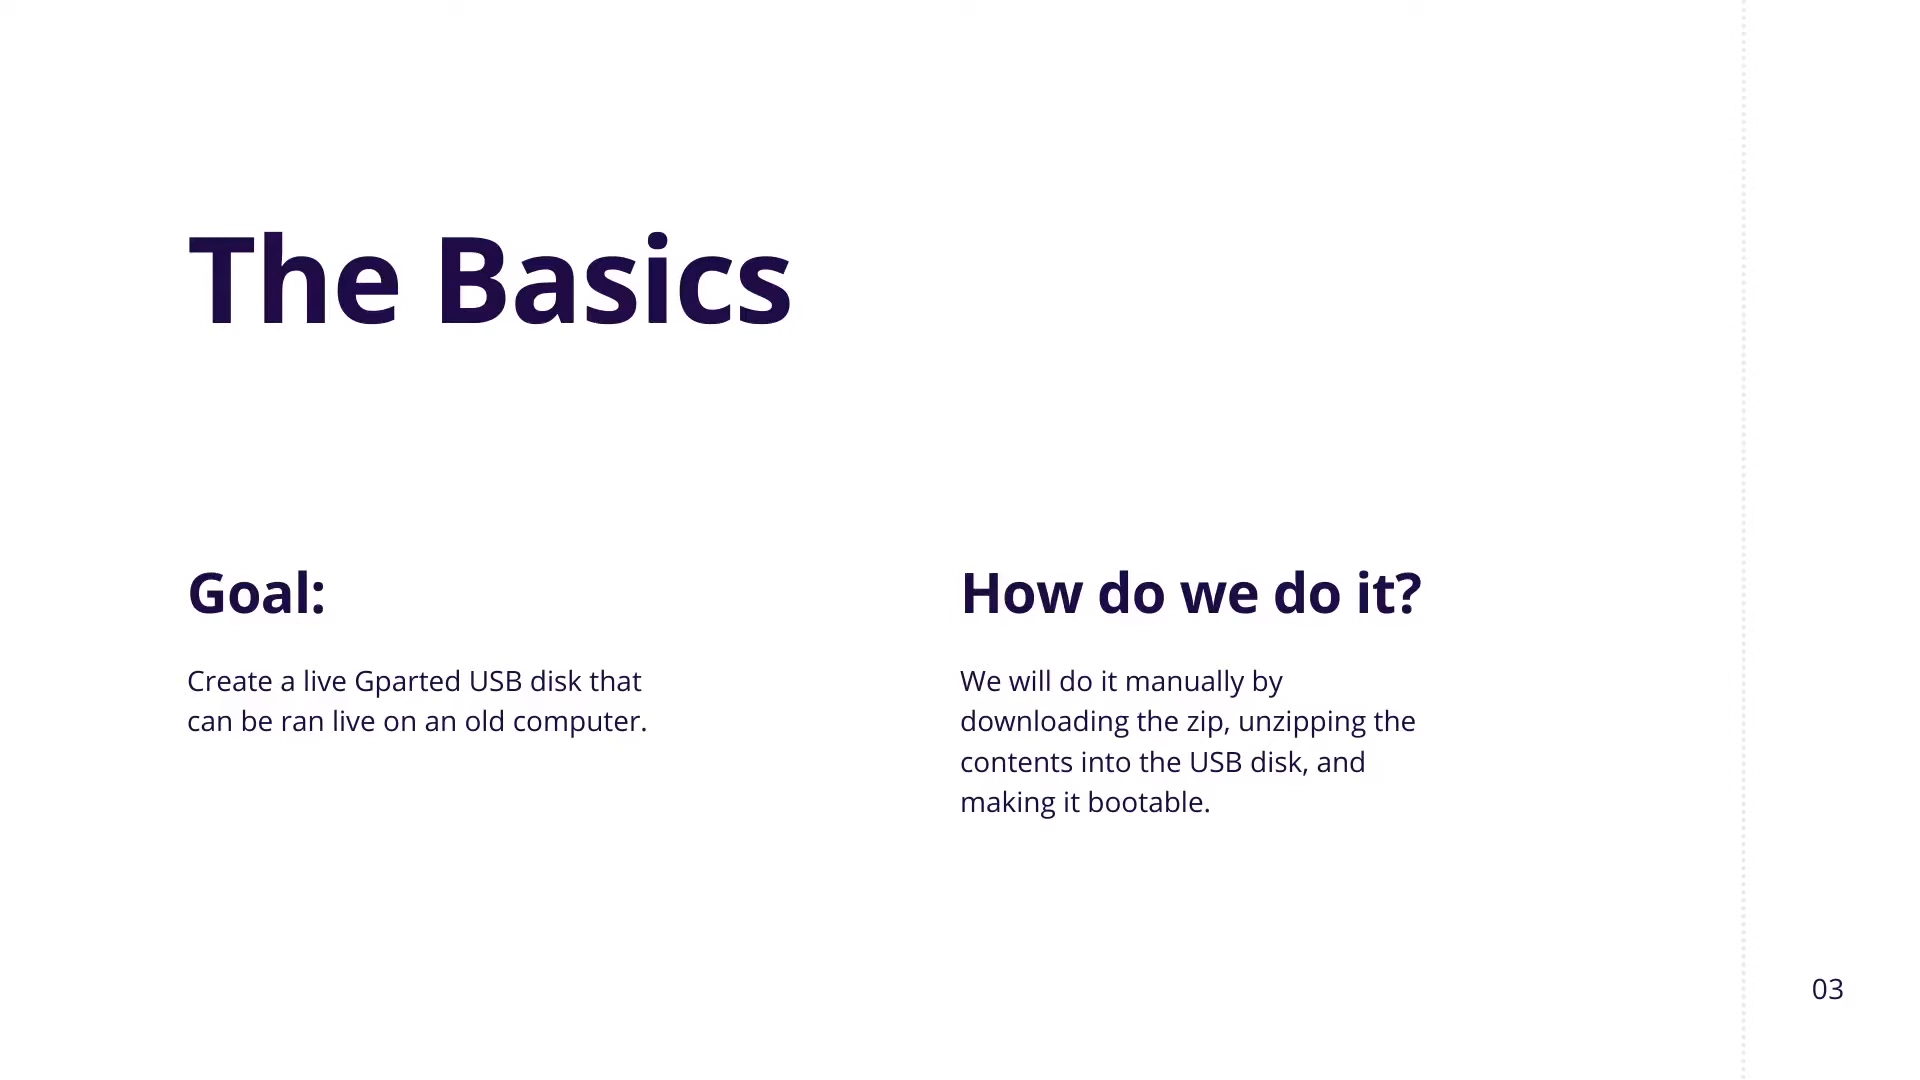 The Basics
Goal:
Create a live Gparted USB disk that
can be ran live on an old computer.
How do we do it?
We will do it manually by
downloading the zip, unzipping the
contents into the USB disk, and
making it bootable.
03